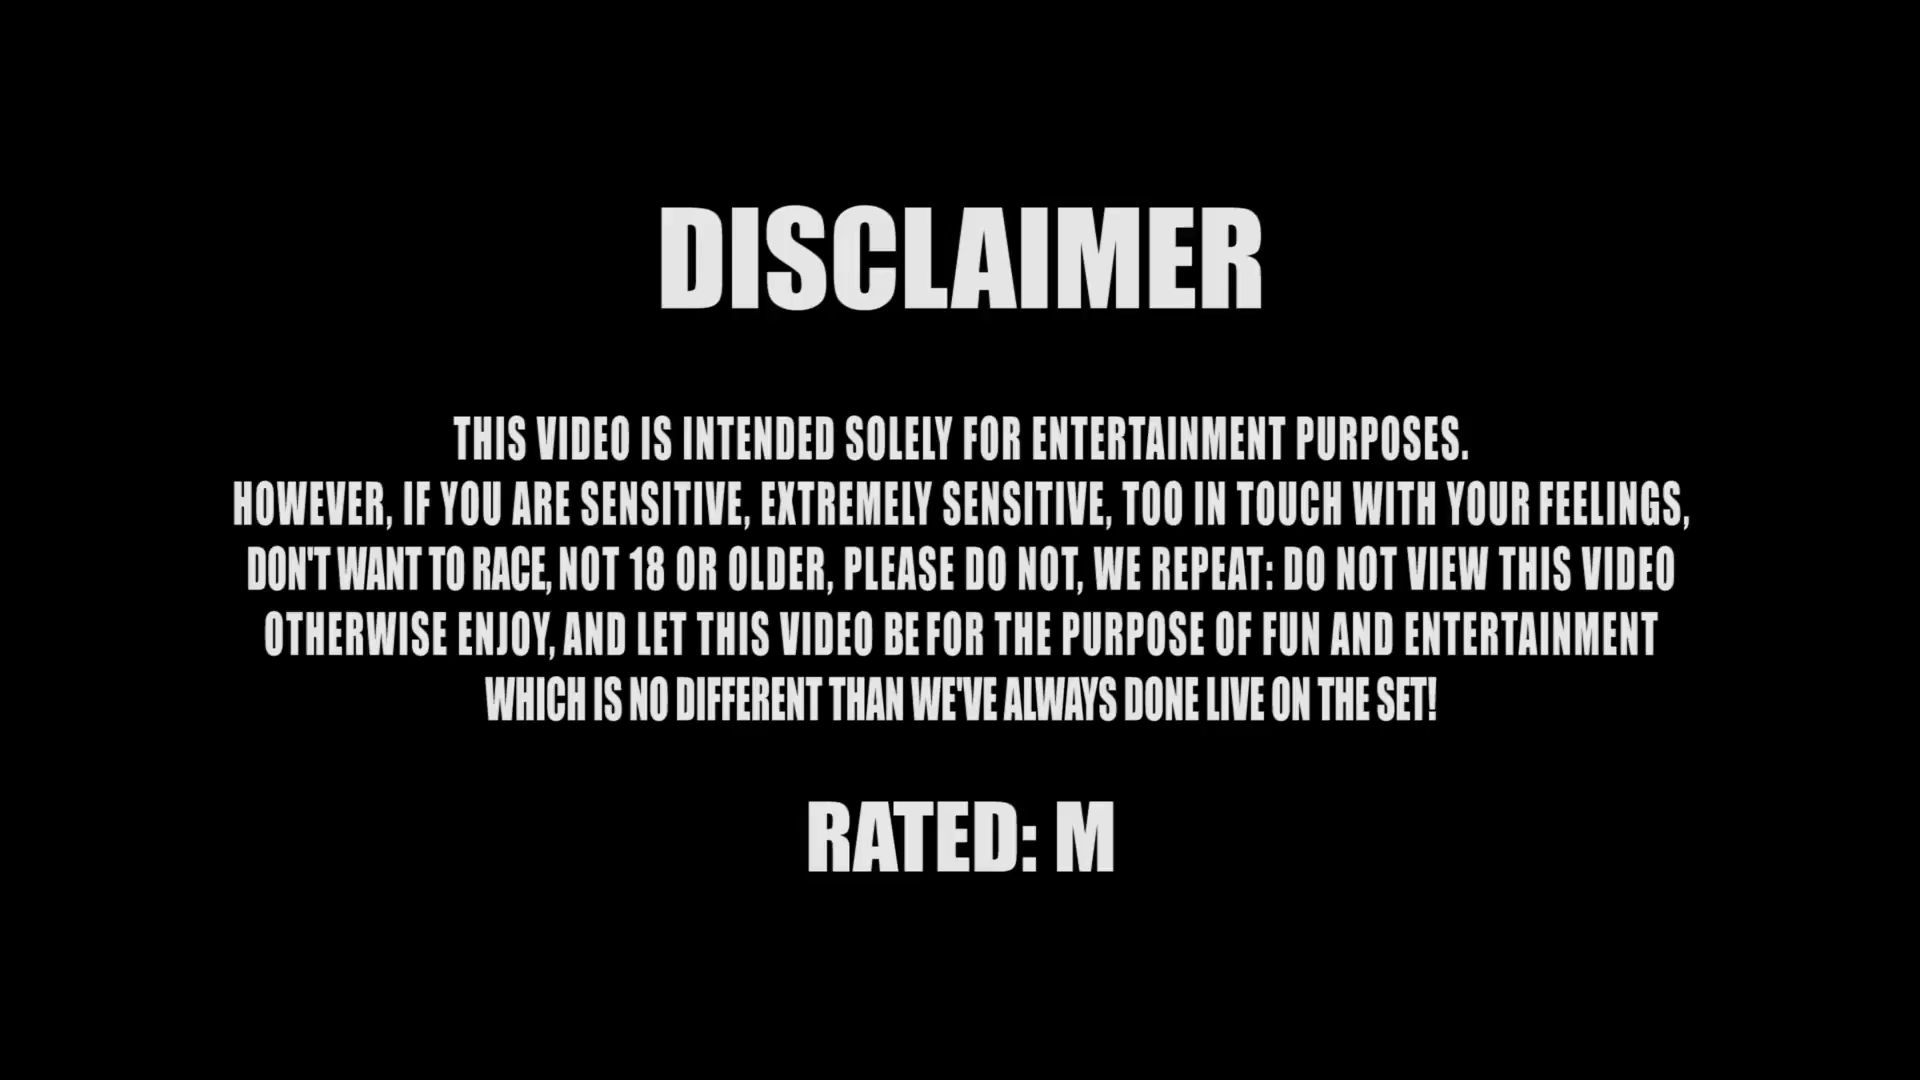 DISCLAIMER
THIS VIDEO IS INTENDED SOLELY FOR ENTERTAINMENT PURPOSES.
HOWEVER, IF YOU ARE SENSITIVE, EXTREMELY SENSITIVE, TOO IN TOUCH WITH YOUR FEELINGS,
DON'T WANT TO RACE, NOT 18 OR OLDER, PLEASE DO NOT, WE REPEAT: DO NOT VIEW THIS VIDEO
OTHERWISE ENJOY, AND LET THIS VIDEO BE FOR THE PURPOSE OF FUN AND ENTERTAINMENT
WHICH IS NO DIFFERENT THAN WE'VE ALWAYS DONE LIVE ON THE SET!
RATED: M